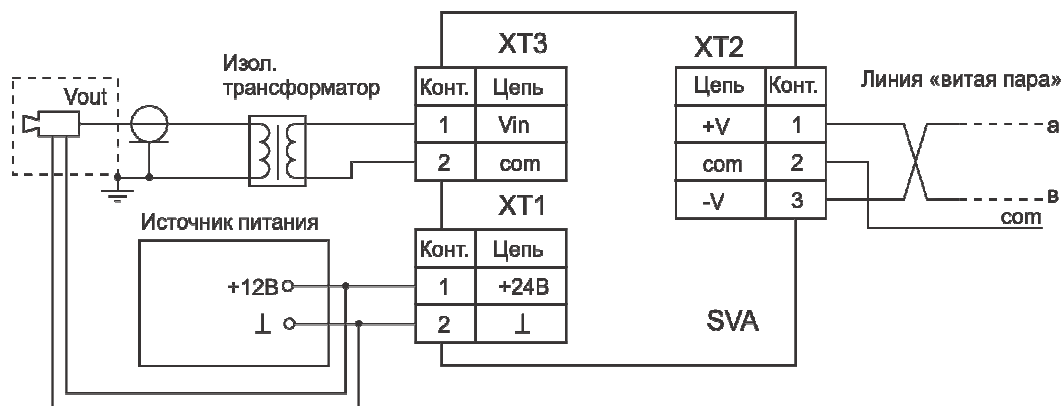 XT3
XT2
Изол.
трансформатор
Vout
Конт. Цепь
1 Vin
2 com
Цепь Конт.
+V 1
com 2
-V 3
Линия «витая пара»
а
в
com
XT1
Источник питания
Конт. Цепь
1 +24В
2 ⊥
+12В
⊥
SVA